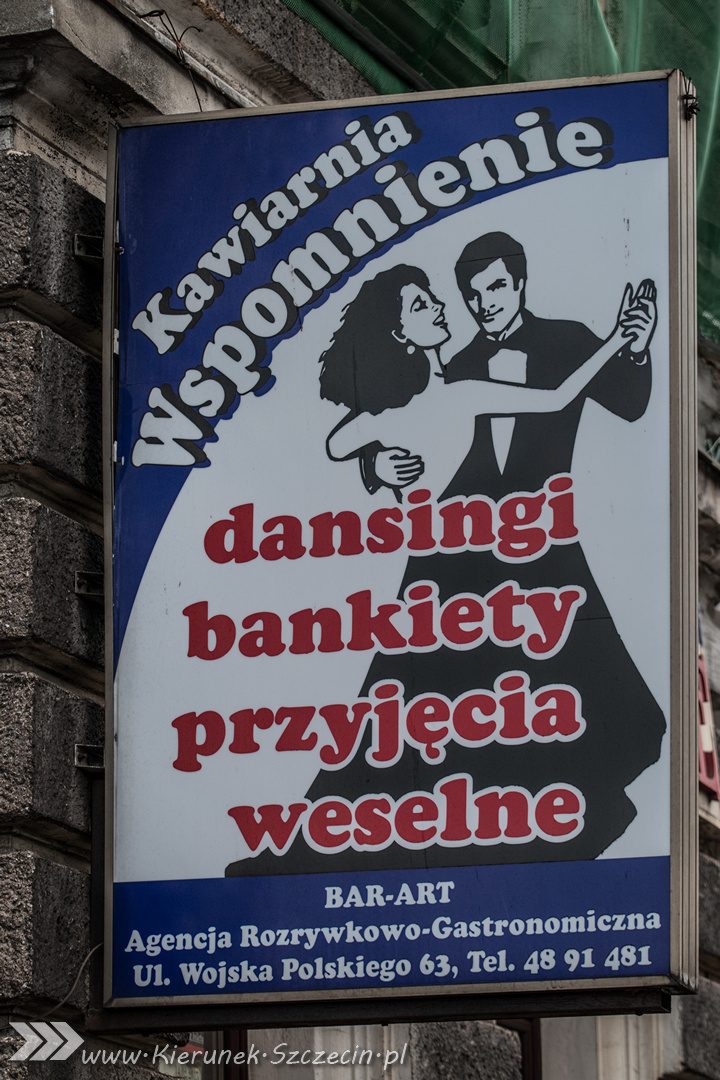 Kawiarnia
Wspomnienie
dansingi
bankiety
przyjęcia
weselne
BAR-ART
Agencja Rozrywkowo-Gastronomiczna
Ul. Wojska Polskiego 63, Tel. 48 91 481
www.Kierunek.Szczecin.pl